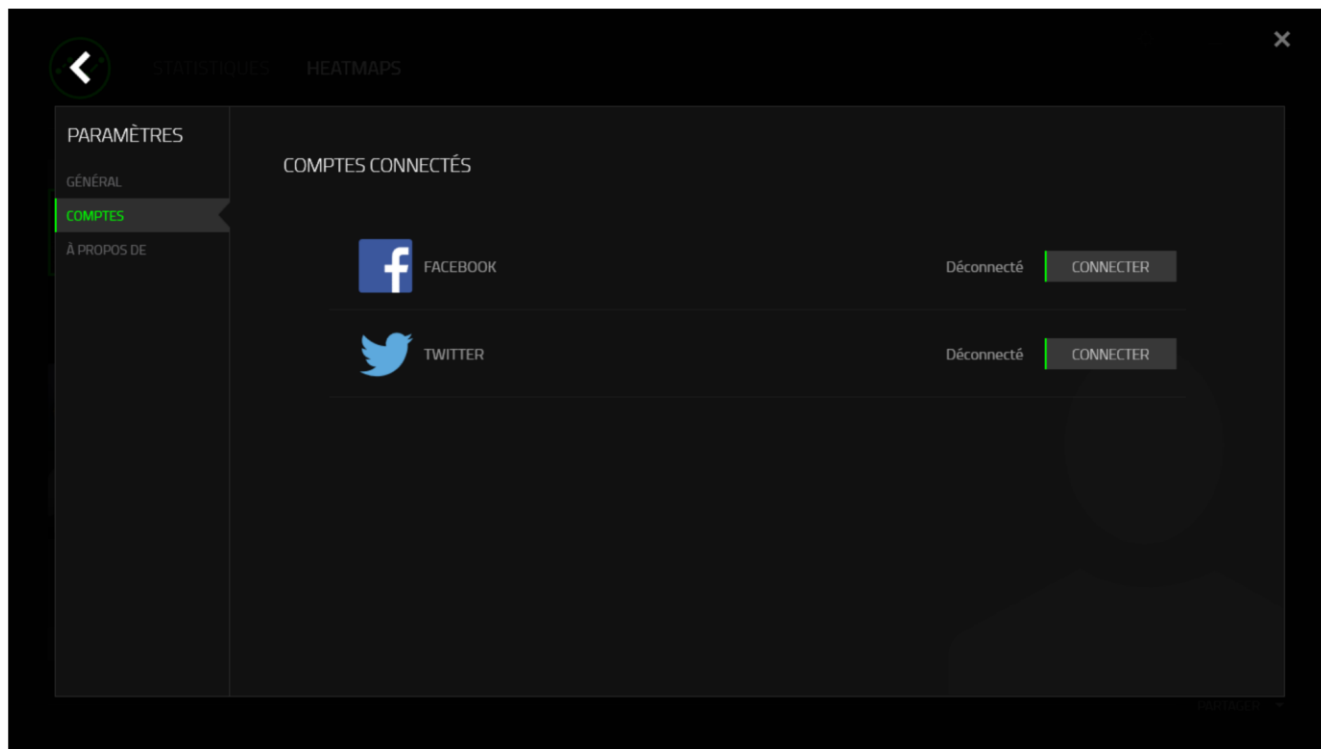 STATISTIQUES HEATMAPS
PARAMÈTRES
GÉNÉRAL
COMPTES
À PROPOS DE
COMPTES CONNECTÉS
FACEBOOK Déconnecté CONNECTER
TWITTER Déconnecté CONNECTER
PARTAGER